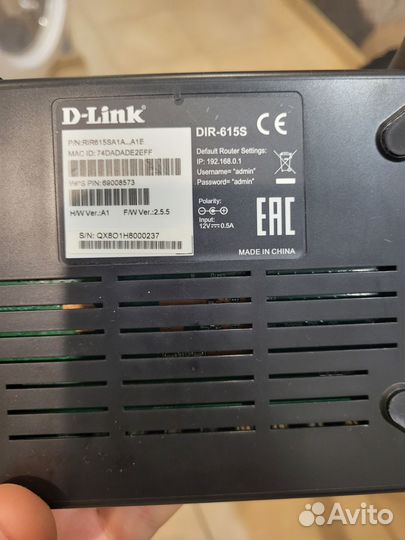 D-Link
P/N:RIR615SA1A...A1E
MAC ID: 74DADADE2EFF
WPS PIN: 69008573
H/W Ver.:A1 F/W Ver.:2.5.5
S/N: QX8O1H8000237
DIR-615S CE
Default Router Settings:
IP: 192.168.0.1
Username= "admin"
Password= "admin"
Polarity:
Input:
12V 0.5A
EAC
MADE IN CHINA
Avito